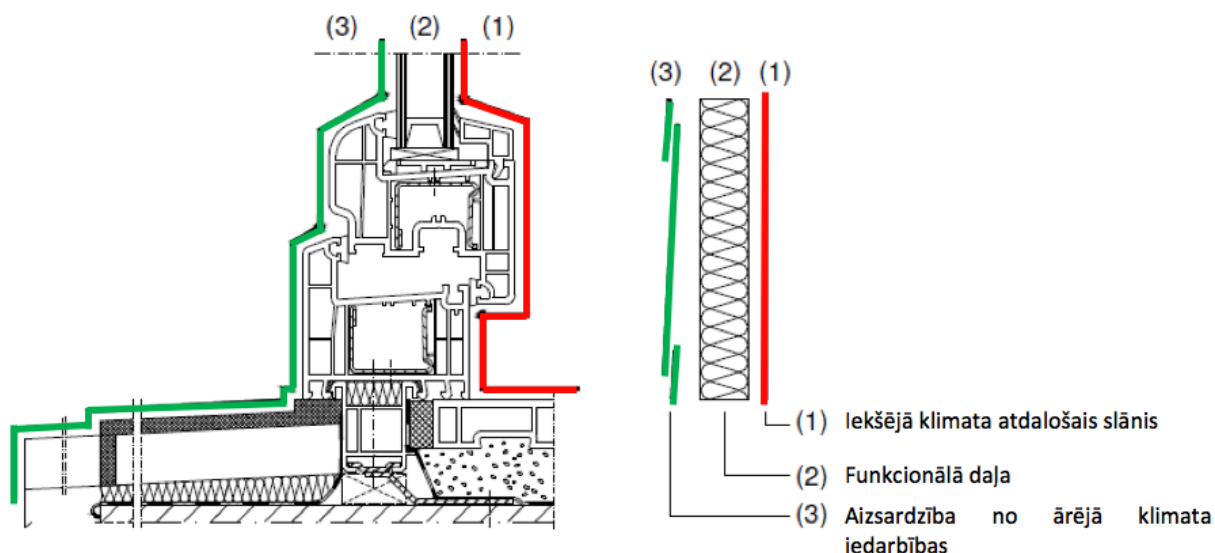 (3) (2) (1)
(3) (2) (1)
(1) Iekšējā klimata atdalošais slānis
(2) Funkcionālā daļa
(3) Aizsardzība no ārējā klimata
iedarbības